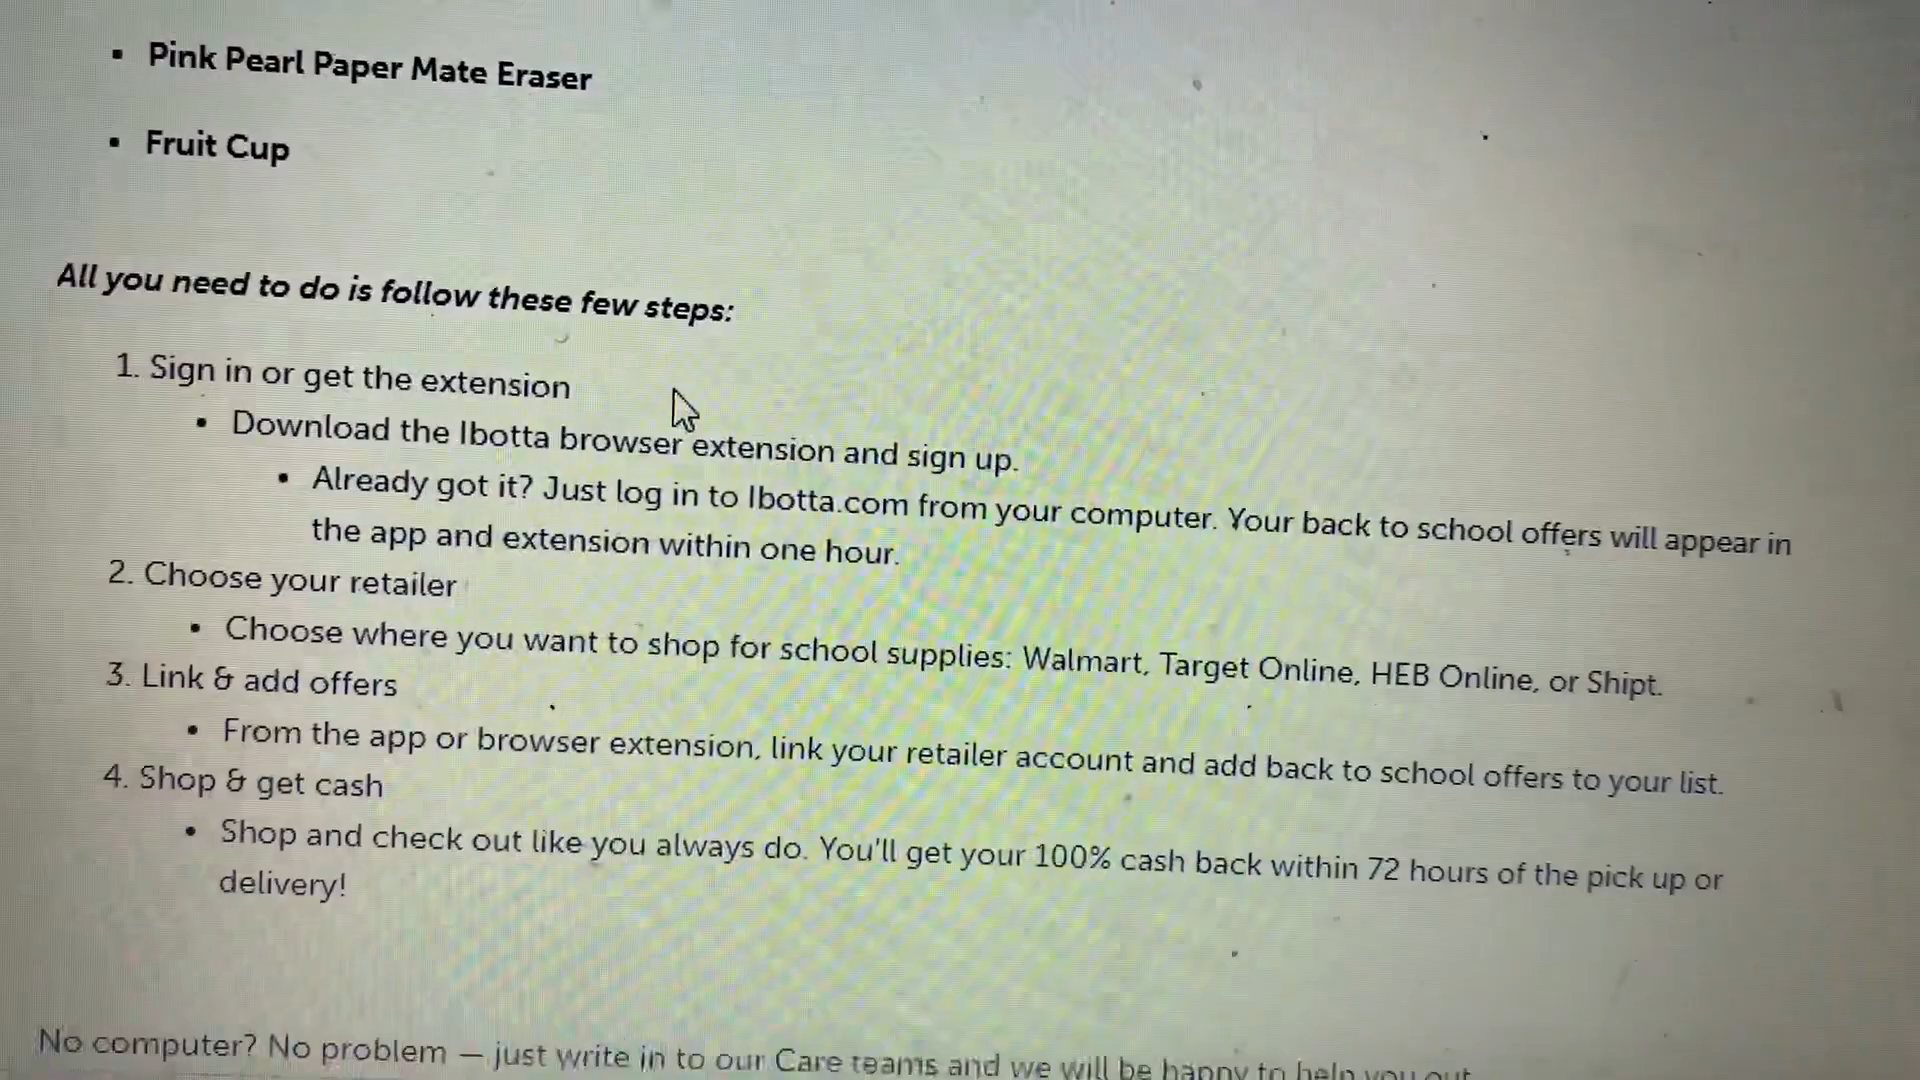 • Pink Pearl Paper Mate Eraser
• Fruit Cup
All you need to do is follow these few steps:
1. Sign in or get the extension
• Download the Ibotta browser extension and sign up.
• Already got it? Just log in to Ibotta.com from your computer. Your back to school offers will appear in
the app and extension within one hour.
2. Choose your retailer
• Choose where you want to shop for school supplies: Walmart, Target Online, HEB Online, or Shipt.
3. Link & add offers
• From the app or browser extension, link your retailer account and add back to school offers to your list.
4. Shop & get cash
• Shop and check out like you always do. You'll get your 100% cash back within 72 hours of the pick up or
delivery!
No computer? No problem — just write in to our Care teams and we will be happy to help you out